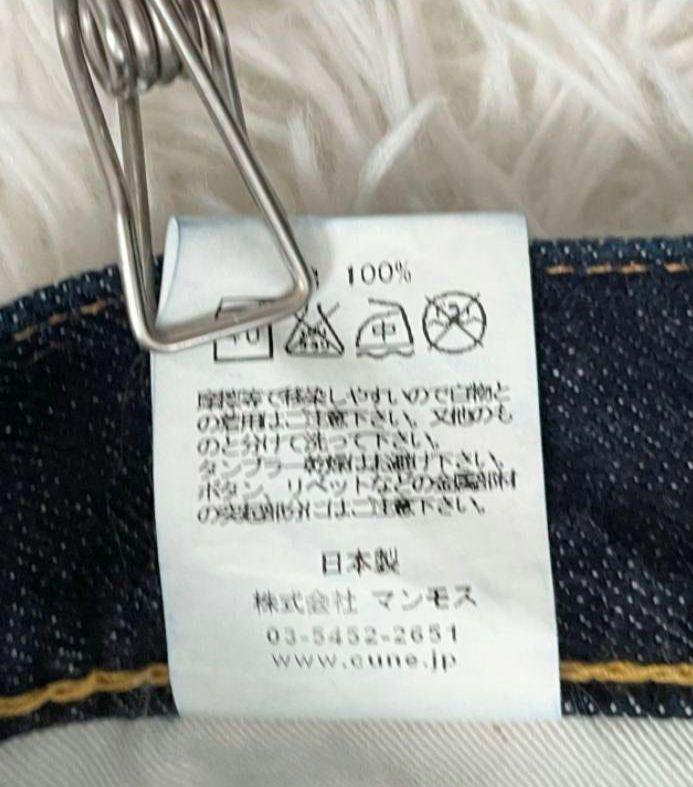 100%
中
摩擦等で移染しやすいので白物と
の着用はご注意下さい。又他のも
のと分けて洗って下さい。
タンブラー乾燥はお避け下さい。
ボタン、リベットなどの金属部材
の突起部分にはご注意下さい。
日本製
株式会社 マンモス
03-5452-2651
www.cune.jp